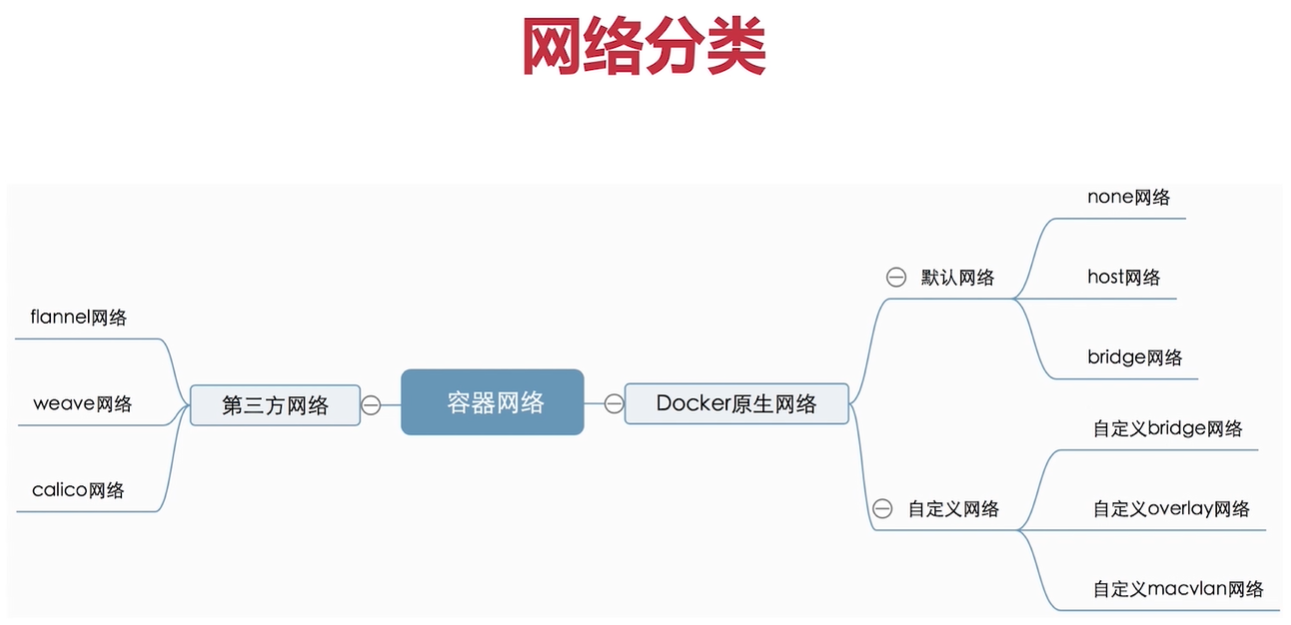 网络分类
容器网络
第三方网络
flannel网络
weave网络
calico网络
Docker原生网络
默认网络
none网络
host网络
bridge网络
自定义网络
自定义bridge网络
自定义overlay网络
自定义macvlan网络